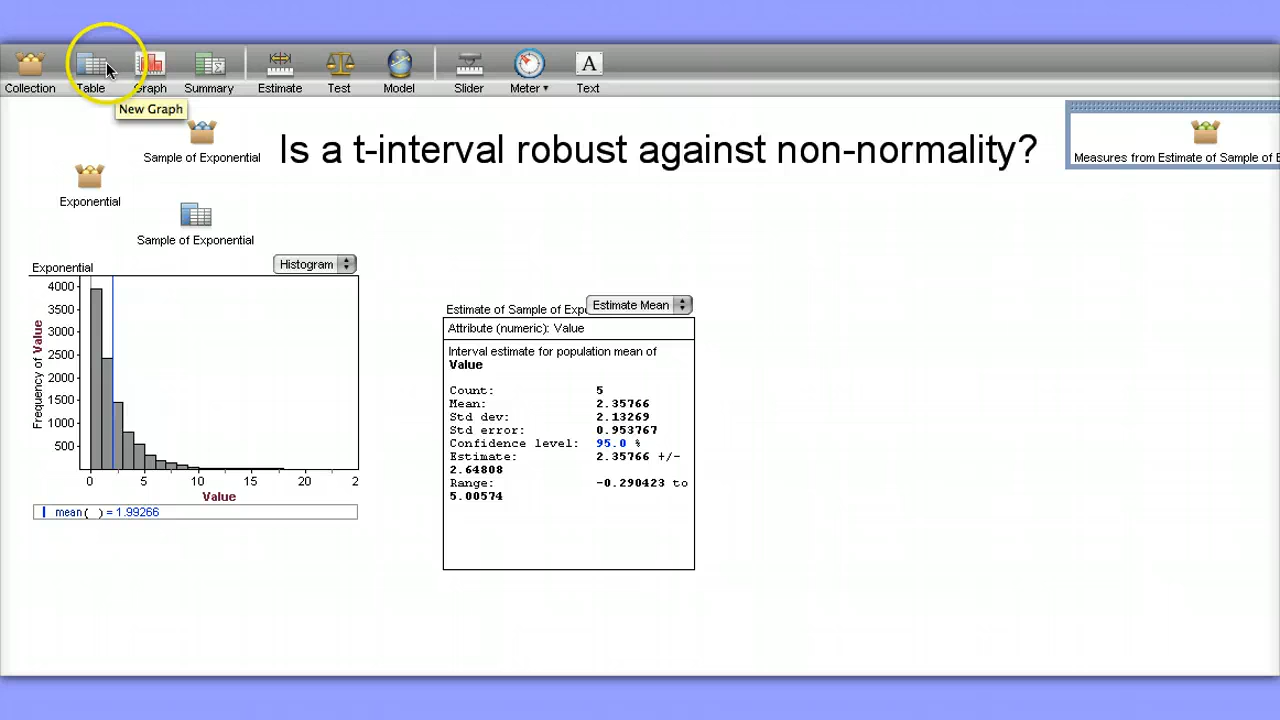 Collection Table Graph Summary Estimate Test Model Slider Meter Text
New Graph
Sample of Exponential
Is a t-interval robust against non-normality?
Measures from Estimate of Sample of E
Exponential
Sample of Exponential
Exponential
Histogram
4000
3500
3000
2500
2000
1500
1000
500
Frequency of Value
0 5 10 15 20 2
Value
mean( ) = 1.99266
Estimate of Sample of Expo
Estimate Mean
Attribute (numeric): Value
Interval estimate for population mean of
Value
Count: 5
Mean: 2.35766
Std dev: 2.13269
Std error: 0.953767
Confidence level: 95.0 %
Estimate: 2.35766 +/-
2.64808
Range: -0.290423 to
5.00574